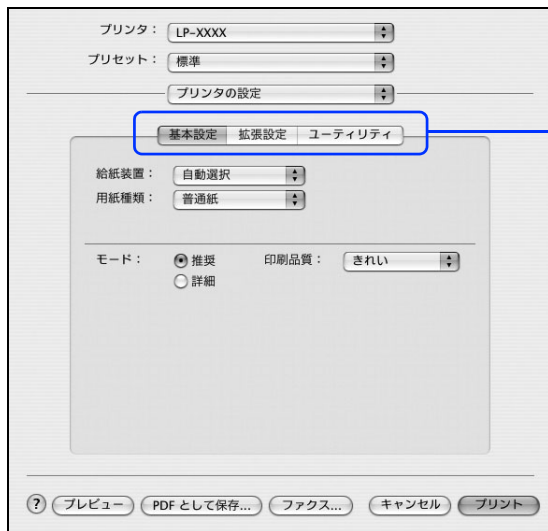 プリンタ： LP-XXXX
プリセット： 標準
プリンタの設定
基本設定 拡張設定 ユーティリティ
給紙装置： 自動選択
用紙種類： 普通紙
モード： 推奨 印刷品質： きれい
詳細
? プレビュー PDF として保存... ファクス... キャンセル プリント